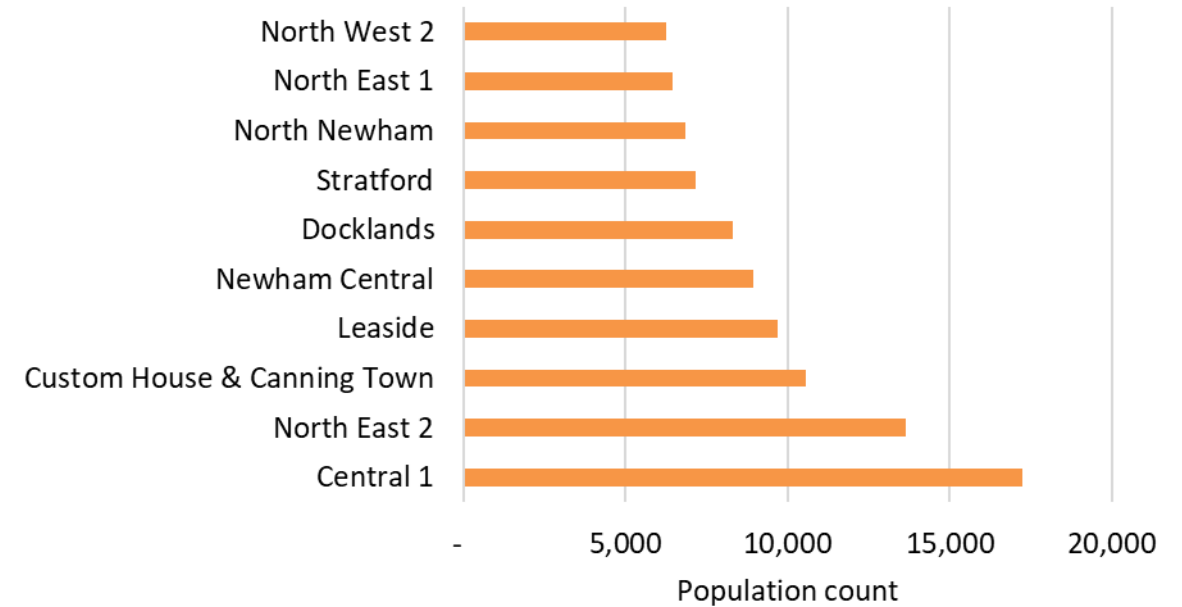 North West 2
North East 1
North Newham
Stratford
Docklands
Newham Central
Leaside
Custom House & Canning Town
North East 2
Central 1
- 5,000 10,000 15,000 20,000
Population count